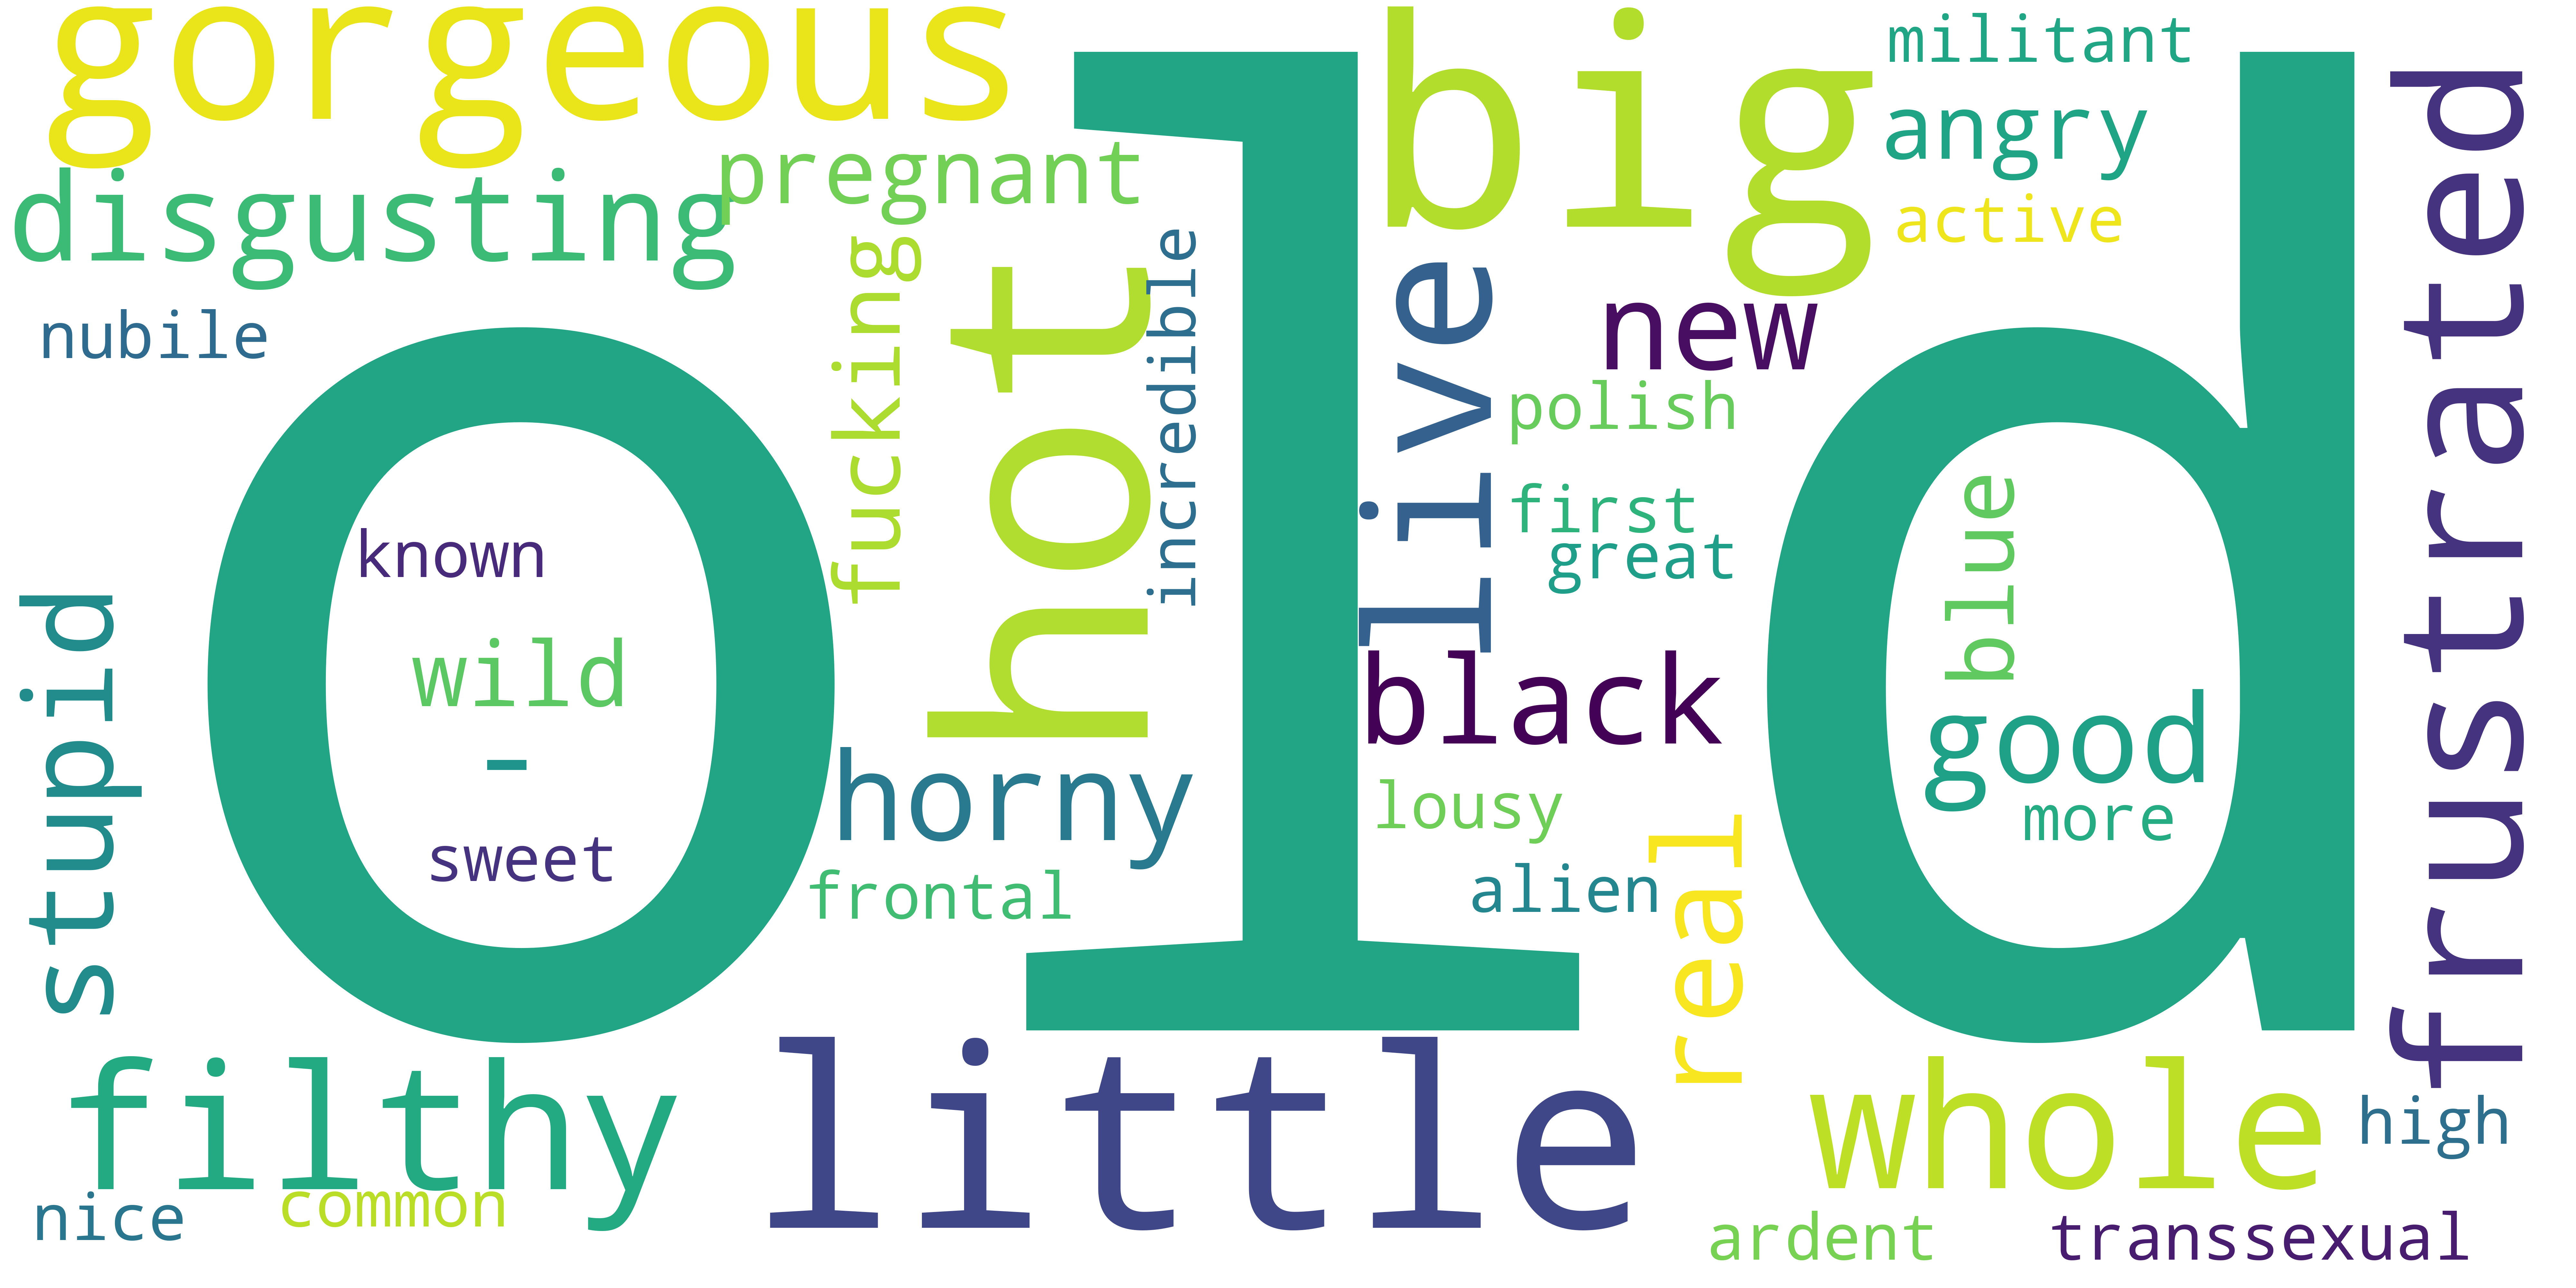 gorgeous
big
militant
angry
active
disgusting
pregnant
nubile
fucking
hot
incredible
live
new
polish
first
great
old
known
wild
-
sweet
stupid
horny
frontal
black
lousy
alien
real
blue
good
more
frustrated
filthy
little
whole
high
nice
common
ardent
transsexual